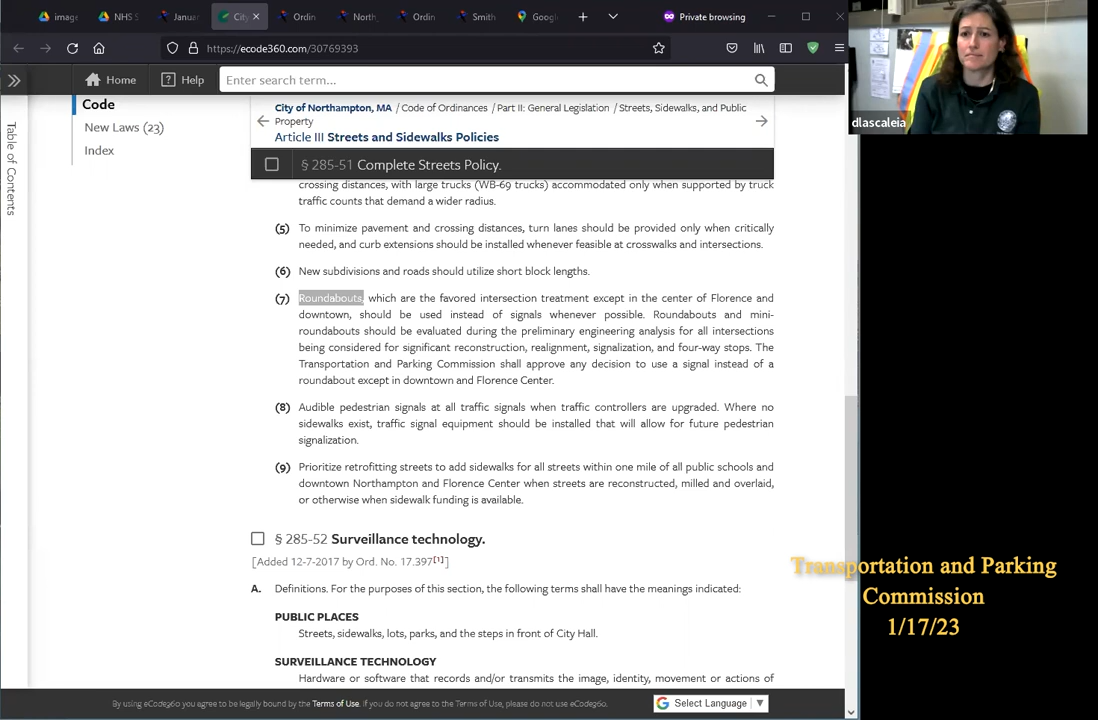 image
NHS S
Januar
City
Ordin
North_
Ordin
Smith
Googl
Private browsing
https://ecode360.com/30769393
Home
Help
Enter search term...
Table of Contents
Code
New Laws (23)
Index
City of Northampton, MA / Code of Ordinances / Part II: General Legislation / Streets, Sidewalks, and Public
Property
Article III Streets and Sidewalks Policies
§ 285-51 Complete Streets Policy.
crossing distances, with large trucks (WB-69 trucks) accommodated only when supported by truck
traffic counts that demand a wider radius.
(5) To minimize pavement and crossing distances, turn lanes should be provided only when critically
needed, and curb extensions should be installed whenever feasible at crosswalks and intersections.
(6) New subdivisions and roads should utilize short block lengths.
(7) Roundabouts, which are the favored intersection treatment except in the center of Florence and
downtown, should be used instead of signals whenever possible. Roundabouts and mini-
roundabouts should be evaluated during the preliminary engineering analysis for all intersections
being considered for significant reconstruction, realignment, signalization, and four-way stops. The
Transportation and Parking Commission shall approve any decision to use a signal instead of a
roundabout except in downtown and Florence Center.
(8) Audible pedestrian signals at all traffic signals when traffic controllers are upgraded. Where no
sidewalks exist, traffic signal equipment should be installed that will allow for future pedestrian
signalization.
(9) Prioritize retrofitting streets to add sidewalks for all streets within one mile of all public schools and
downtown Northampton and Florence Center when streets are reconstructed, milled and overlaid,
or otherwise when sidewalk funding is available.
§ 285-52 Surveillance technology.
[Added 12-7-2017 by Ord. No. 17.397[1]]
A. Definitions. For the purposes of this section, the following terms shall have the meanings indicated:
PUBLIC PLACES
Streets, sidewalks, lots, parks, and the steps in front of City Hall.
SURVEILLANCE TECHNOLOGY
Hardware or software that records and/or transmits the image, identity, movement or actions of
By using eCode360 you agree to be legally bound by the Terms of Use. If you do not agree to the Terms of Use, please do not use eCode360.
Select Language
dlascaleia
Transportation and Parking
Commission
1/17/23